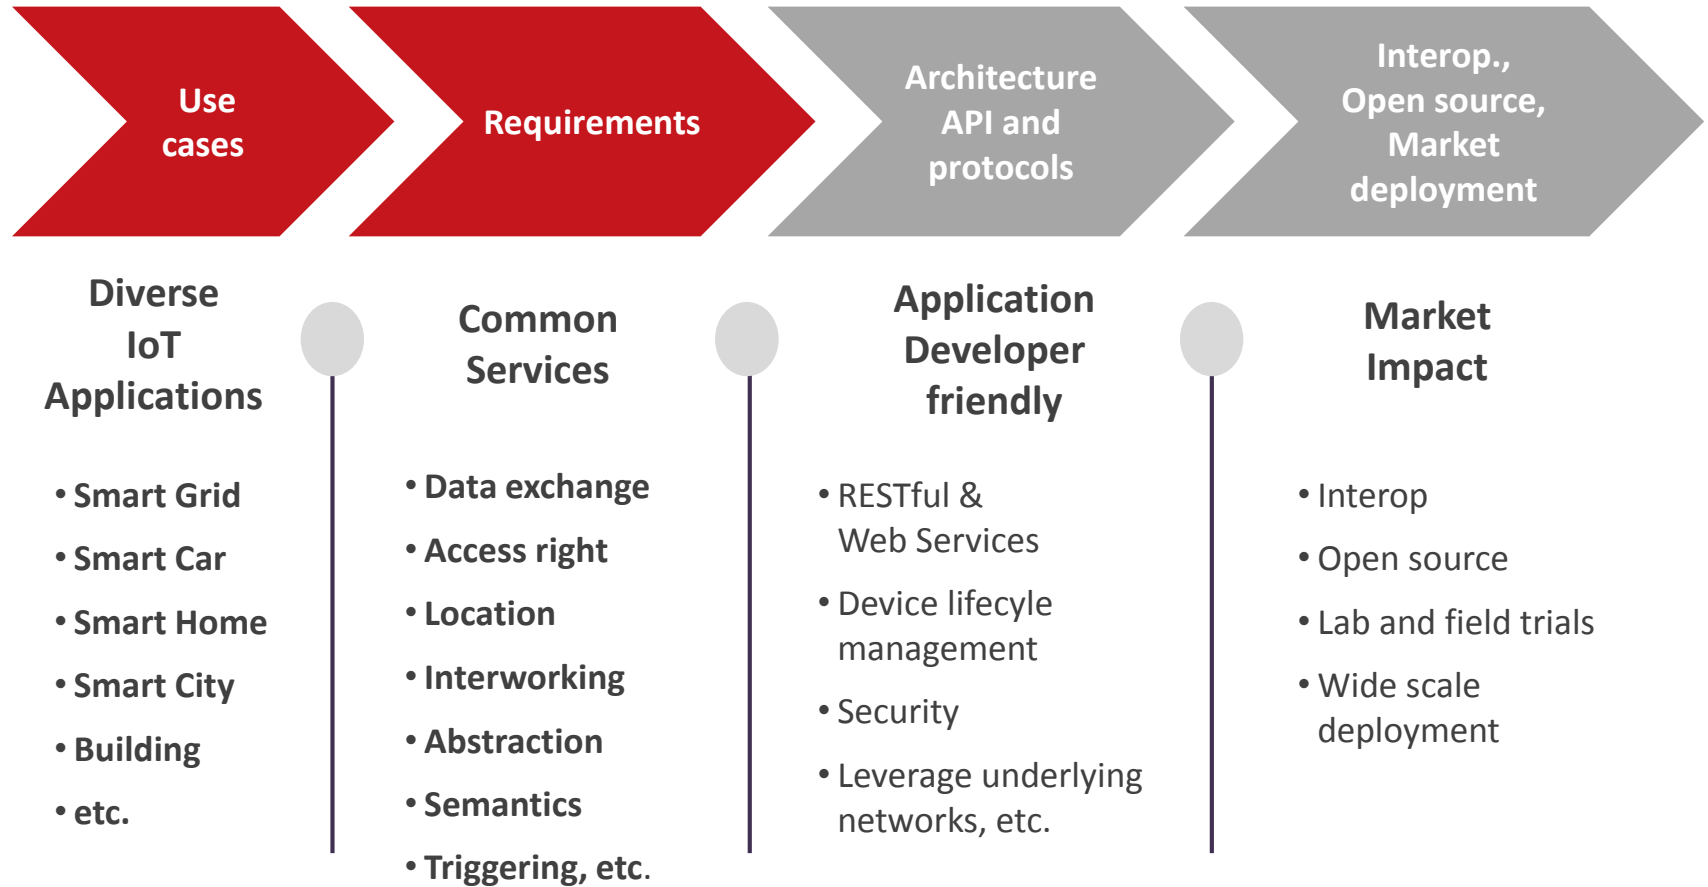 Use
cases
Requirements
Architecture
API and
protocols
Interop.,
Open source,
Market
deployment
Diverse
IoT
Applications
• Smart Grid
• Smart Car
• Smart Home
• Smart City
• Building
• etc.
Common
Services
• Data exchange
• Access right
• Location
• Interworking
• Abstraction
• Semantics
• Triggering, etc.
Application
Developer
friendly
• RESTful &
Web Services
• Device lifecyle
management
• Security
• Leverage underlying
networks, etc.
Market
Impact
• Interop
• Open source
• Lab and field trials
• Wide scale
deployment